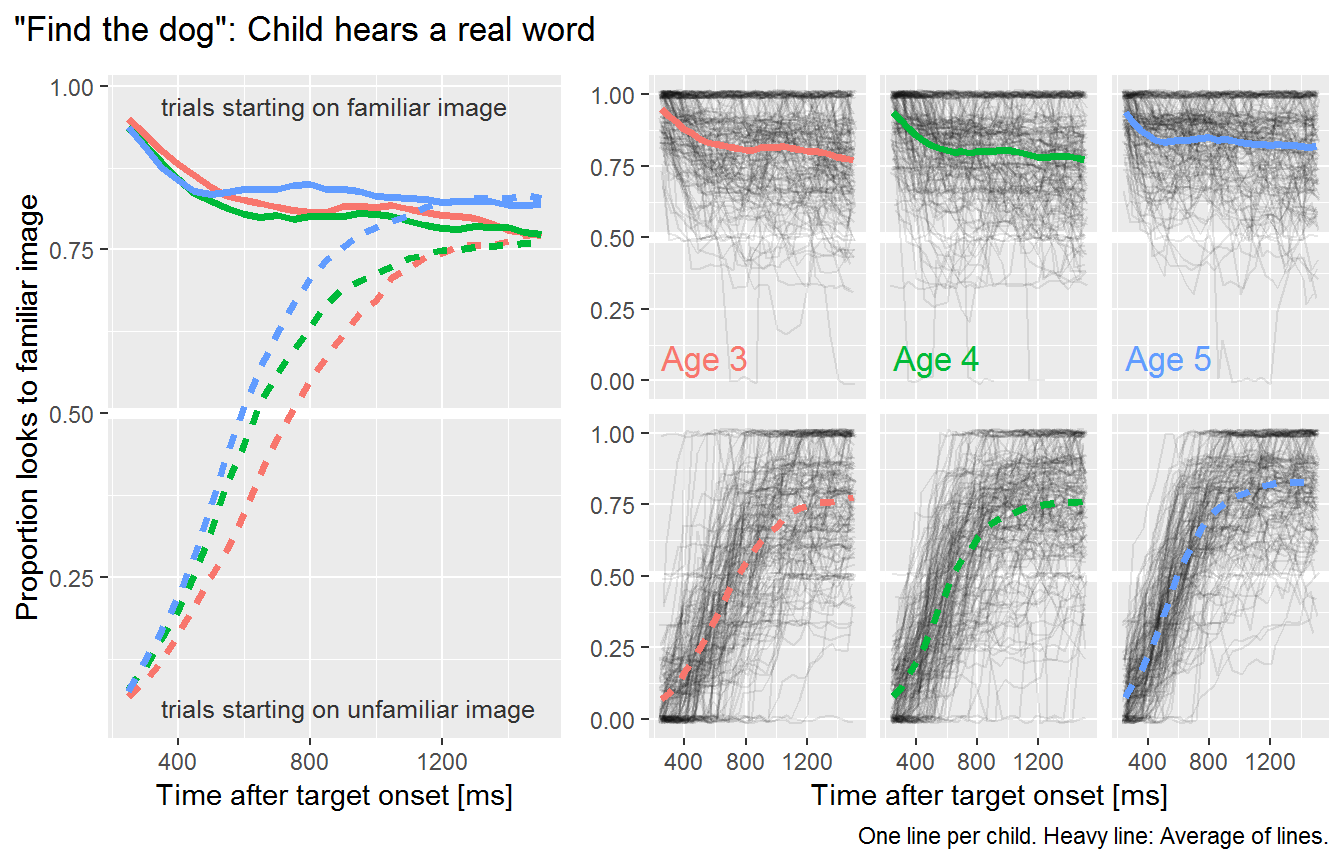 "Find the dog": Child hears a real word
Proportion looks to familiar image
1.00
0.75
0.50
0.25
trials starting on familiar image
trials starting on unfamiliar image
400 800 1200
Time after target onset [ms]
1.00
0.75
0.50
0.25
0.00
Age 3
Age 4
Age 5
1.00
0.75
0.50
0.25
0.00
400 800 1200
400 800 1200
400 800 1200
Time after target onset [ms]
One line per child. Heavy line: Average of lines.